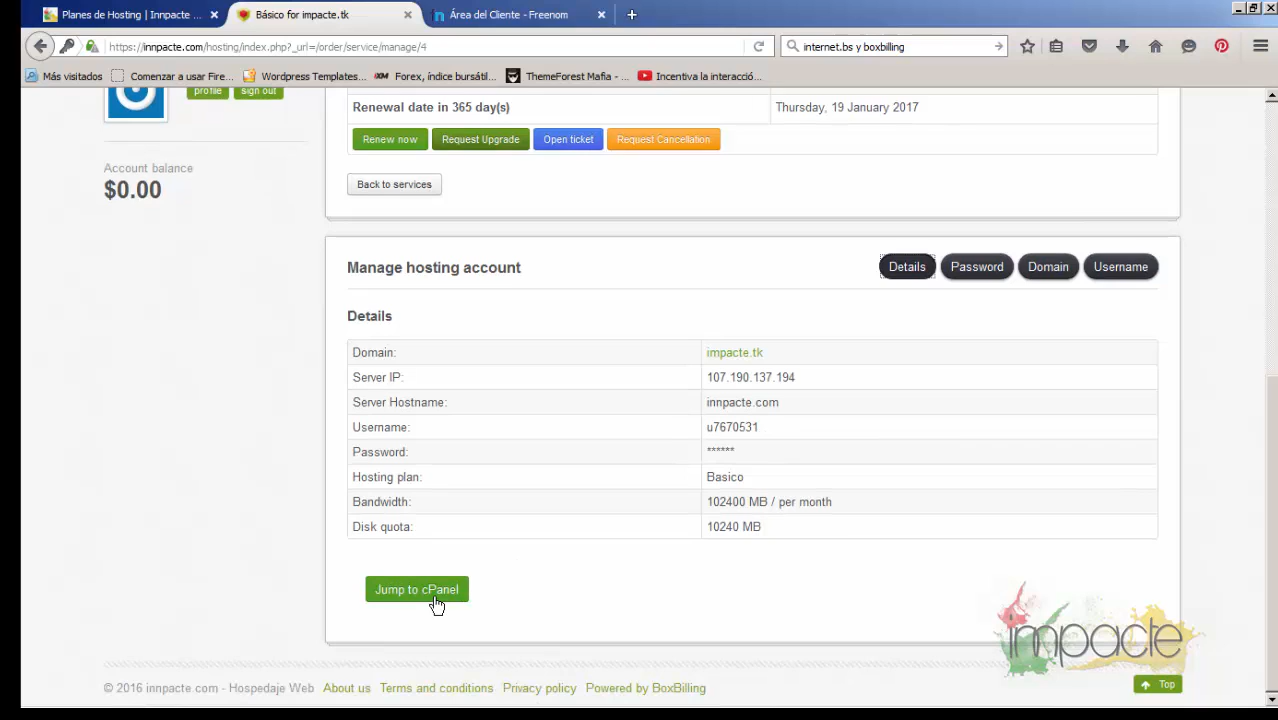 Planes de Hosting | Innpacte ...
Básico for impacte.tk
Área del Cliente - Freenom
https://innpacte.com/hosting/index.php?_url=/order/service/manage/4
internet.bs y boxbilling
Más visitados
Comenzar a usar Fire...
Wordpress Templates...
Forex, índice bursátil...
ThemeForest Mafia - ...
Incentiva la interacció...
profile
sign out
Renewal date in 365 day(s)
Thursday, 19 January 2017
Renew now
Request Upgrade
Open ticket
Request Cancellation
Account balance
$0.00
Back to services
Manage hosting account
Details
Password
Domain
Username
Details
Domain: impacte.tk
Server IP: 107.190.137.194
Server Hostname: innpacte.com
Username: u7670531
Password: ******
Hosting plan: Basico
Bandwidth: 102400 MB / per month
Disk quota: 10240 MB
Jump to cPanel
innpacte
© 2016 innpacte.com - Hospedaje Web
About us
Terms and conditions
Privacy policy
Powered by BoxBilling
Top